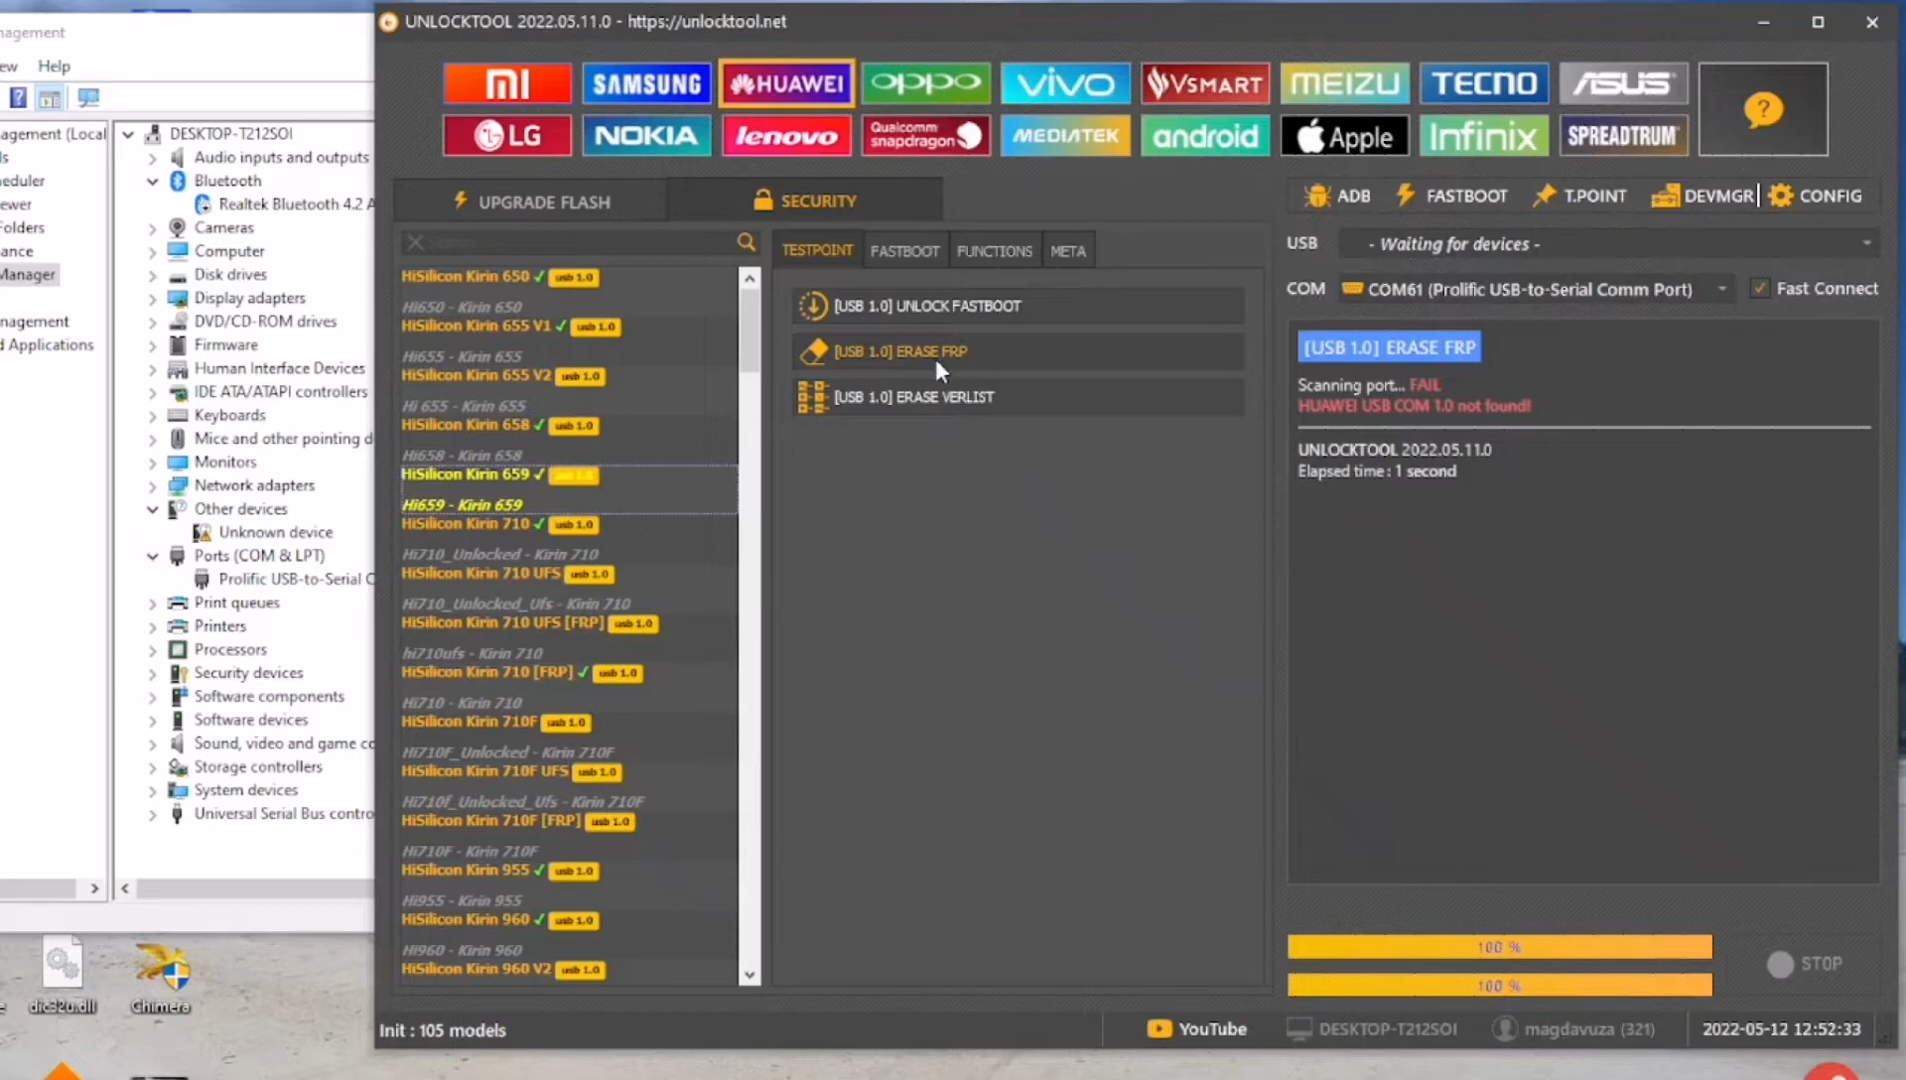 nagement
UNLOCKTOOL 2022.05.11.0 - https://unlocktool.net
ew Help
MI SAMSUNG HUAWEI oppo vivo VSMART MEIZU TECNO ASUS
LG NOKIA lenovo Qualcomm snapdragon MEDIATEK android Apple Infinix SPREADTRUM
?
agement (Local
eduler
ewer
Folders
ance
Manager
nagement
d Applications
DESKTOP-T212SOI
Audio inputs and outputs
Bluetooth
Realtek Bluetooth 4.2 A
Cameras
Computer
Disk drives
Display adapters
DVD/CD-ROM drives
Firmware
Human Interface Devices
IDE ATA/ATAPI controllers
Keyboards
Mice and other pointing d
Monitors
Network adapters
Other devices
Unknown device
Ports (COM & LPT)
Prolific USB-to-Serial C
Print queues
Printers
Processors
Security devices
Software components
Software devices
Sound, video and game co
Storage controllers
System devices
Universal Serial Bus contro
UPGRADE FLASH
SECURITY
HiSilicon Kirin 650 ✓ usb 1.0
Hi650 - Kirin 650
HiSilicon Kirin 655 V1 ✓ usb 1.0
Hi655 - Kirin 655
HiSilicon Kirin 655 V2 usb 1.0
Hi 655 - Kirin 655
HiSilicon Kirin 658 ✓ usb 1.0
Hi658 - Kirin 658
HiSilicon Kirin 659 ✓
Hi659 - Kirin 659
HiSilicon Kirin 710 ✓ usb 1.0
Hi710_Unlocked - Kirin 710
HiSilicon Kirin 710 UFS usb 1.0
Hi710_Unlocked_Ufs - Kirin 710
HiSilicon Kirin 710 UFS [FRP] usb 1.0
hi710ufs - Kirin 710
HiSilicon Kirin 710 [FRP] ✓ usb 1.0
Hi710 - Kirin 710
HiSilicon Kirin 710F usb 1.0
Hi710F_Unlocked - Kirin 710F
HiSilicon Kirin 710F UFS usb 1.0
Hi710f_Unlocked_Ufs - Kirin 710F
HiSilicon Kirin 710F [FRP] usb 1.0
Hi710F - Kirin 710F
HiSilicon Kirin 955 ✓ usb 1.0
Hi955 - Kirin 955
HiSilicon Kirin 960 ✓ usb 1.0
Hi960 - Kirin 960
HiSilicon Kirin 960 V2 usb 1.0
TESTPOINT FASTBOOT FUNCTIONS META
[USB 1.0] UNLOCK FASTBOOT
[USB 1.0] ERASE FRP
[USB 1.0] ERASE VERLIST
ADB FASTBOOT T.POINT DEVMGR CONFIG
USB - Waiting for devices -
COM COM61 (Prolific USB-to-Serial Comm Port) ✓ Fast Connect
[USB 1.0] ERASE FRP
Scanning port... FAIL
HUAWEI USB COM 1.0 not found!
UNLOCKTOOL 2022.05.11.0
Elapsed time : 1 second
100 %
100 %
STOP
Chimera
Init : 105 models
YouTube
DESKTOP-T212SOI
magdavuza (321)
2022-05-12 12:52:33